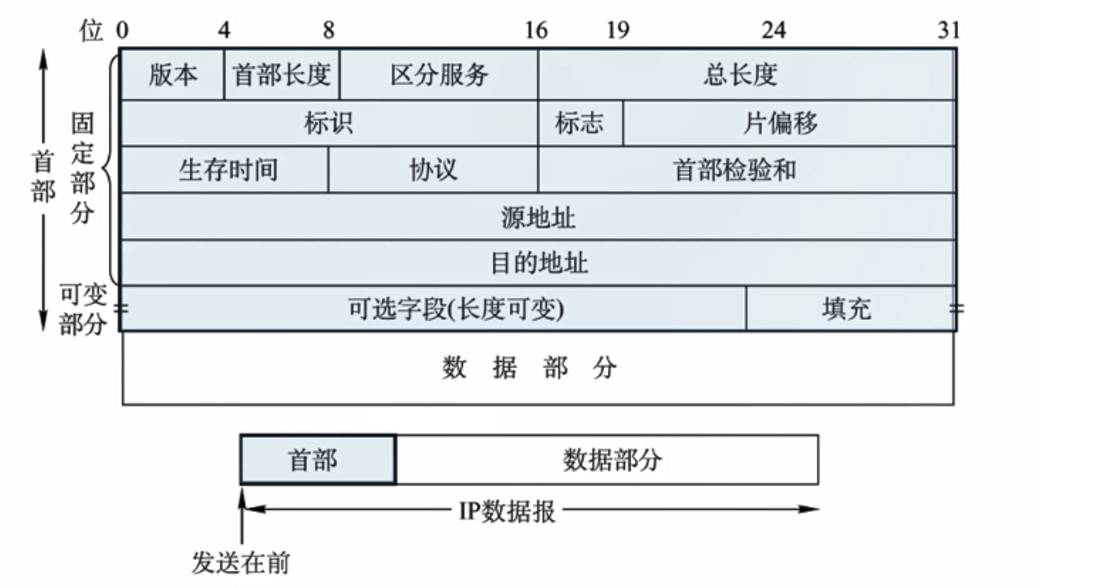 位 0 4 8 16 19 24 31
版本 首部长度 区分服务 总长度
标识 标志 片偏移
生存时间 协议 首部检验和
源地址
目的地址
可选字段(长度可变) 填充
数据部分
首部
固定部分
可变部分
首部 数据部分
IP数据报
发送在前